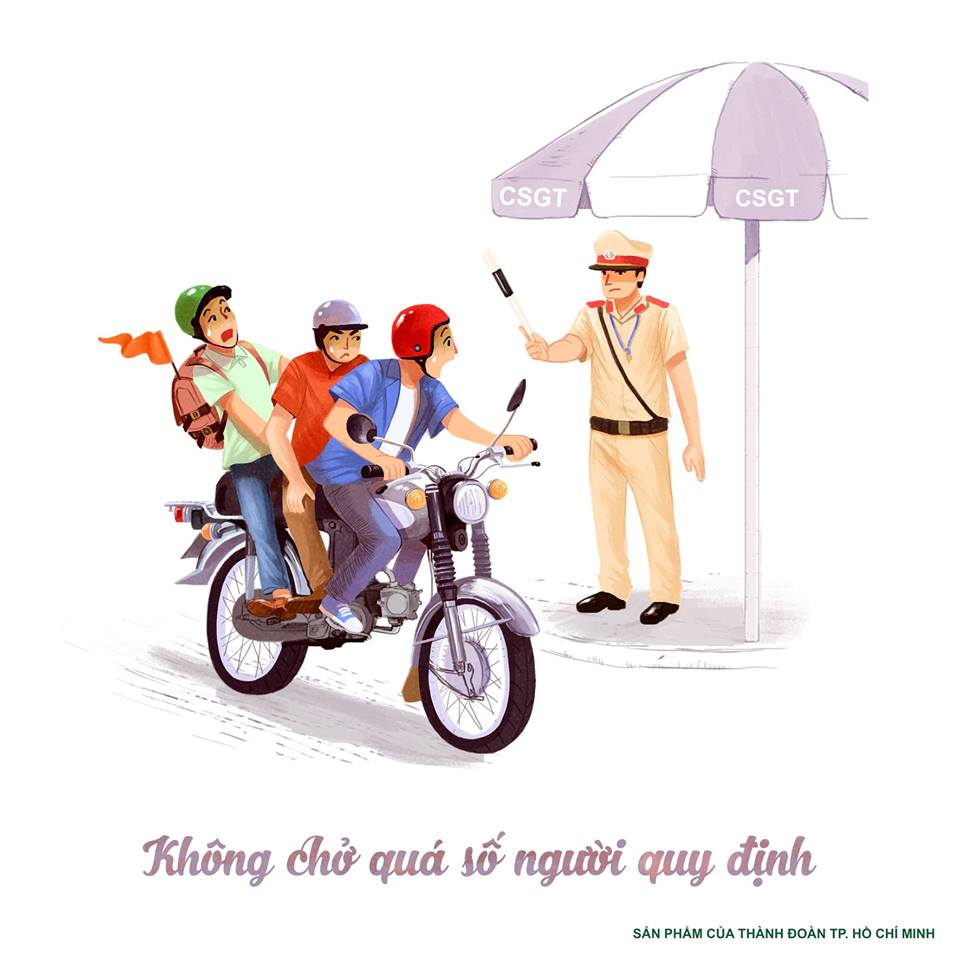 CSGT
CSGT
Không chở quá số người quy định
SẢN PHẨM CỦA THÀNH ĐOÀN TP. HỒ CHÍ MINH